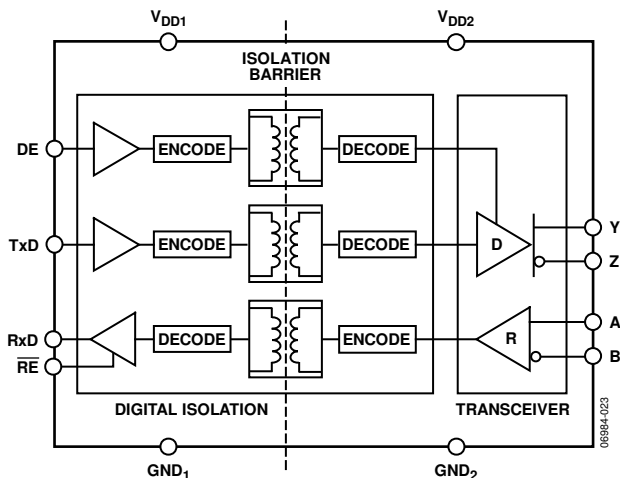 VDD1
VDD2
ISOLATION
BARRIER
DE
ENCODE
DECODE
TxD
ENCODE
DECODE
D
Y
Z
RxD
RE
DECODE
ENCODE
R
A
B
DIGITAL ISOLATION
TRANSCEIVER
GND1
GND2
06984-023